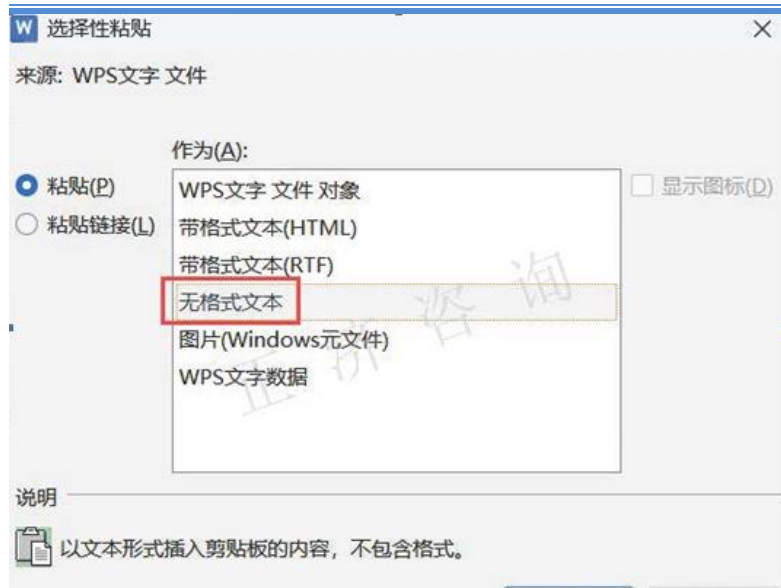 W 选择性粘贴
来源: WPS文字 文件
作为(A):
粘贴(P)
粘贴链接(L)
WPS文字 文件 对象
带格式文本(HTML)
带格式文本(RTF)
无格式文本
图片(Windows元文件)
WPS文字数据
显示图标(D)
正济咨询
说明
以文本形式插入剪贴板的内容，不包含格式。